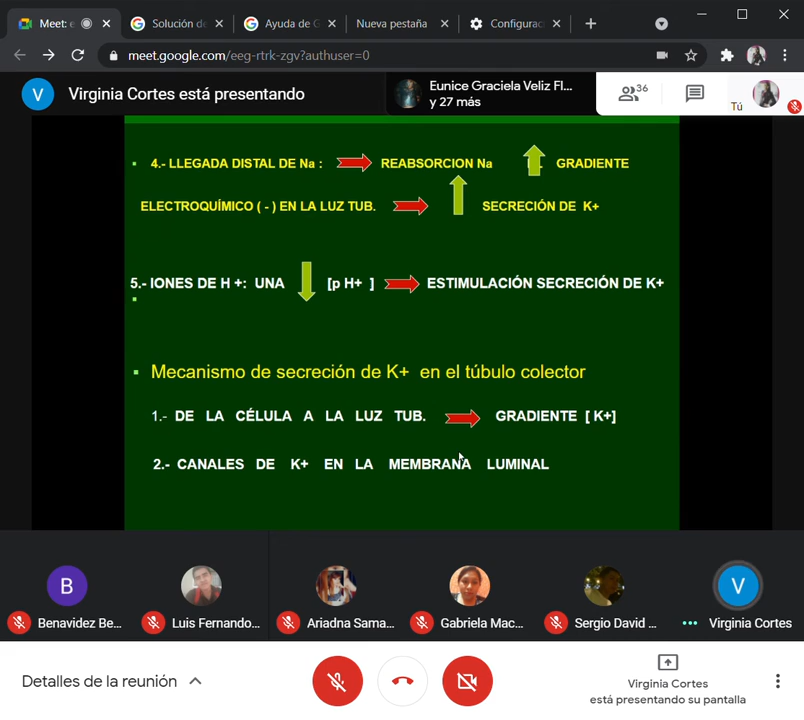 Meet: e
Solución de
Ayuda de G
Nueva pestaña
Configurac
meet.google.com/eeg-rtrk-zgv?authuser=0
V
Virginia Cortes está presentando
Eunice Graciela Veliz Fl...
y 27 más
36
Tú
4.- LLEGADA DISTAL DE Na : REABSORCION Na GRADIENTE
ELECTROQUÍMICO ( - ) EN LA LUZ TUB. SECRECIÓN DE K+
5.- IONES DE H +: UNA [p H+ ] ESTIMULACIÓN SECRECIÓN DE K+
Mecanismo de secreción de K+ en el túbulo colector
1.- DE LA CÉLULA A LA LUZ TUB. GRADIENTE [ K+]
2.- CANALES DE K+ EN LA MEMBRANA LUMINAL
B
V
Benavidez Be...
Luis Fernando...
Ariadna Sama...
Gabriela Mac...
Sergio David ...
Virginia Cortes
Detalles de la reunión
Virginia Cortes
está presentando su pantalla